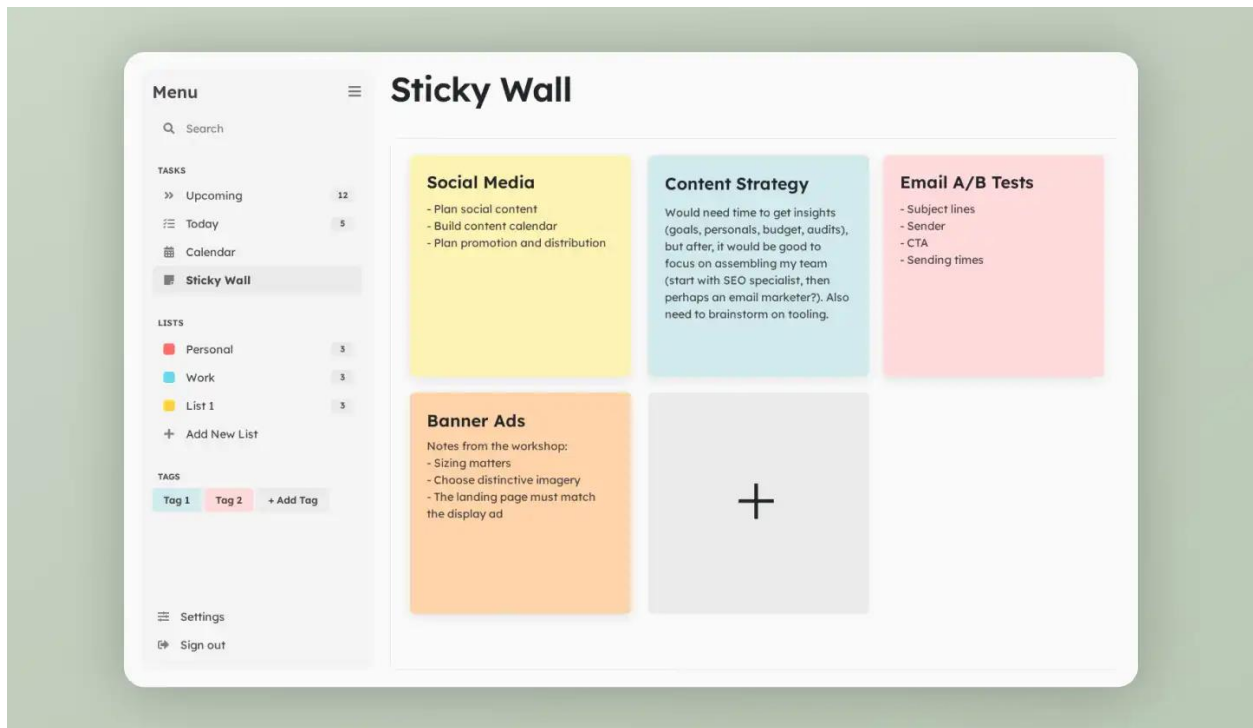 Menu
Search
TASKS
Upcoming 12
Today 5
Calendar
Sticky Wall
LISTS
Personal 3
Work 3
List 1 3
+ Add New List
TAGS
Tag 1 Tag 2 + Add Tag
Settings
Sign out
Sticky Wall
Social Media
- Plan social content
- Build content calendar
- Plan promotion and distribution
Content Strategy
Would need time to get insights
(goals, personals, budget, audits),
but after, it would be good to
focus on assembling my team
(start with SEO specialist, then
perhaps an email marketer?). Also
need to brainstorm on tooling.
Email A/B Tests
- Subject lines
- Sender
- CTA
- Sending times
Banner Ads
Notes from the workshop:
- Sizing matters
- Choose distinctive imagery
- The landing page must match
the display ad
+